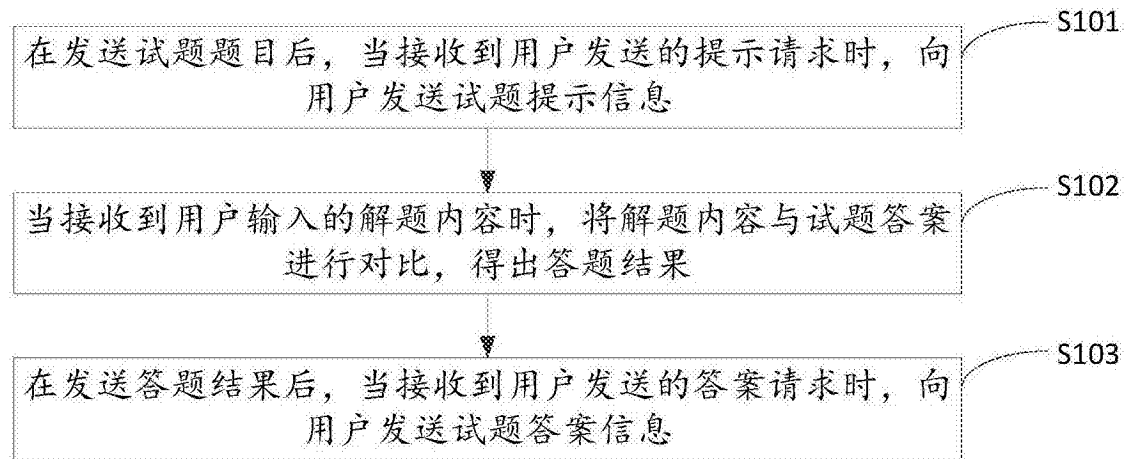 S101
在发送试题题目后，当接收到用户发送的提示请求时，向
用户发送试题提示信息
S102
当接收到用户输入的解题内容时，将解题内容与试题答案
进行对比，得出答题结果
S103
在发送答题结果后，当接收到用户发送的答案请求时，向
用户发送试题答案信息